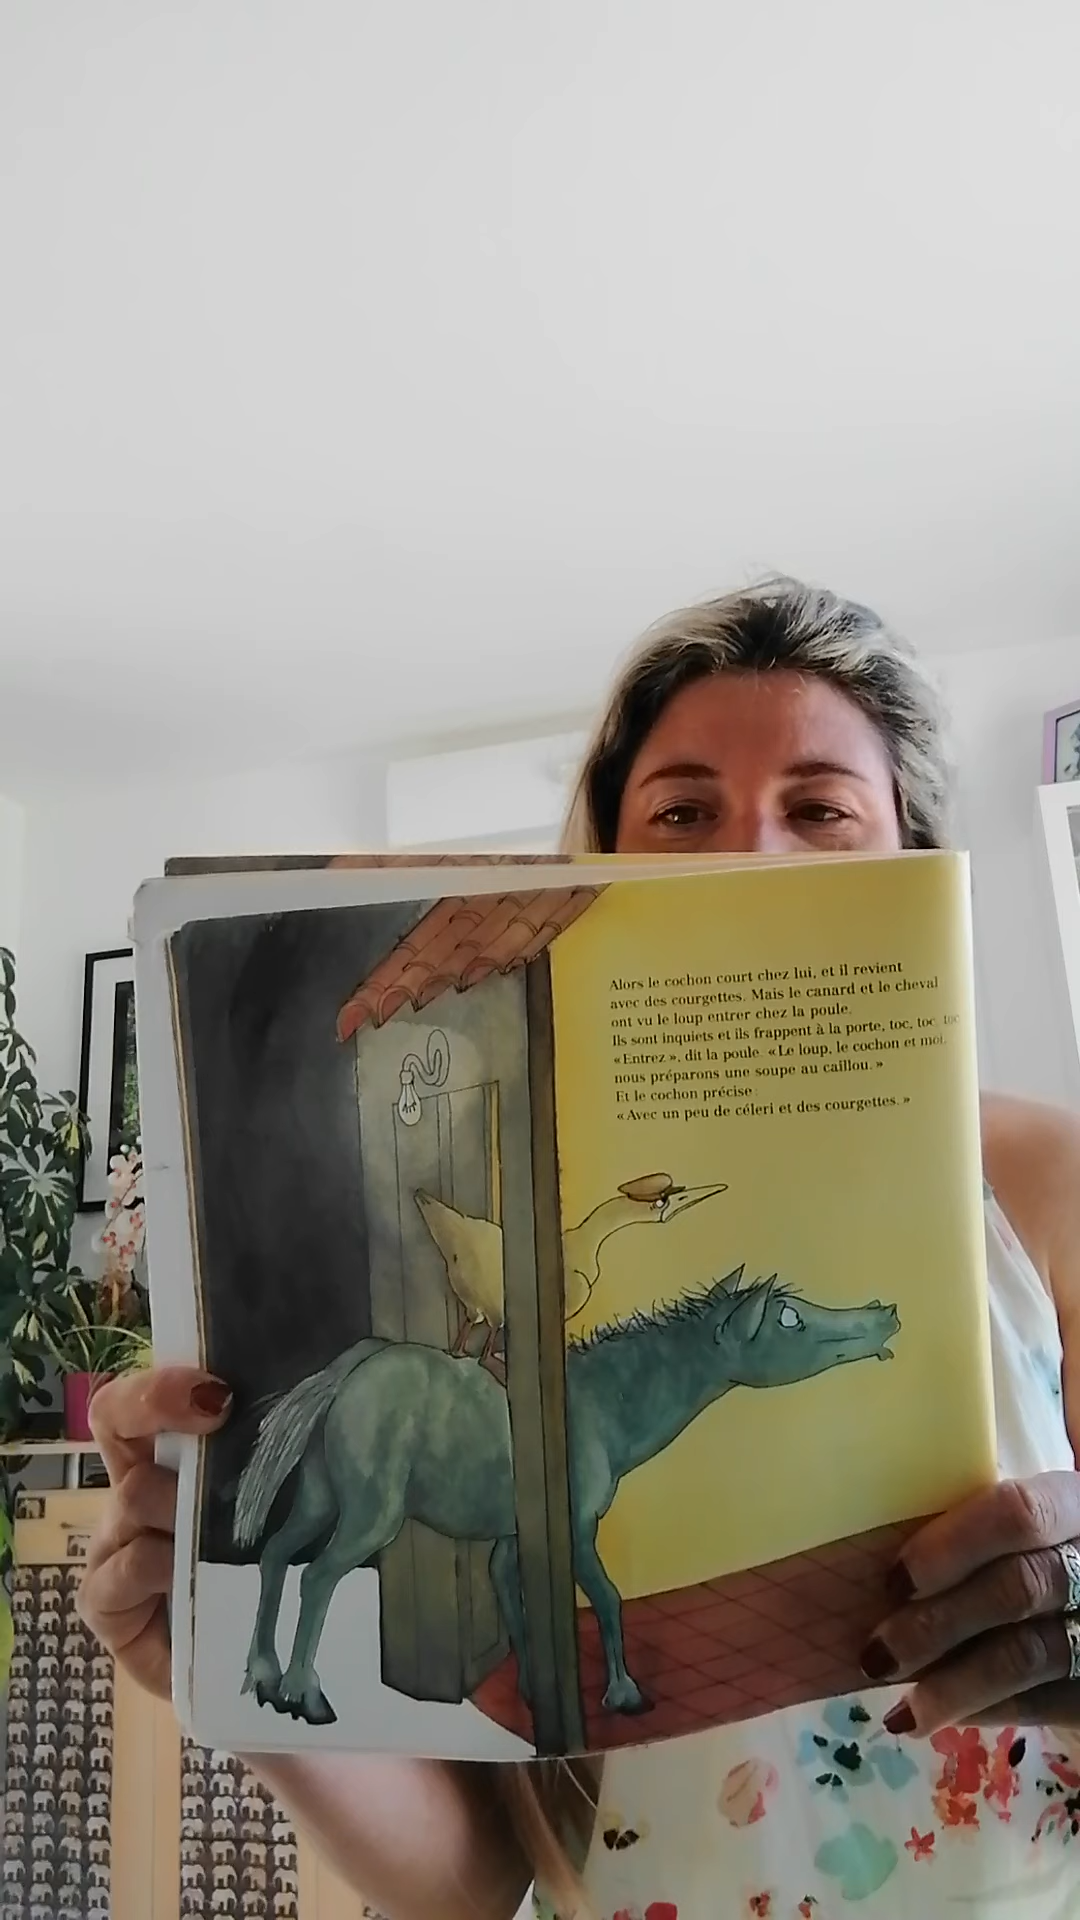 Alors le cochon court chez lui, et il revient
avec des courgettes. Mais le canard et le cheval
ont vu le loup entrer chez la poule.
Ils sont inquiets et ils frappent à la porte, toc, toc, toc
«Entrez», dit la poule. «Le loup, le cochon et moi,
nous préparons une soupe au caillou.»
Et le cochon précise:
«Avec un peu de céleri et des courgettes.»